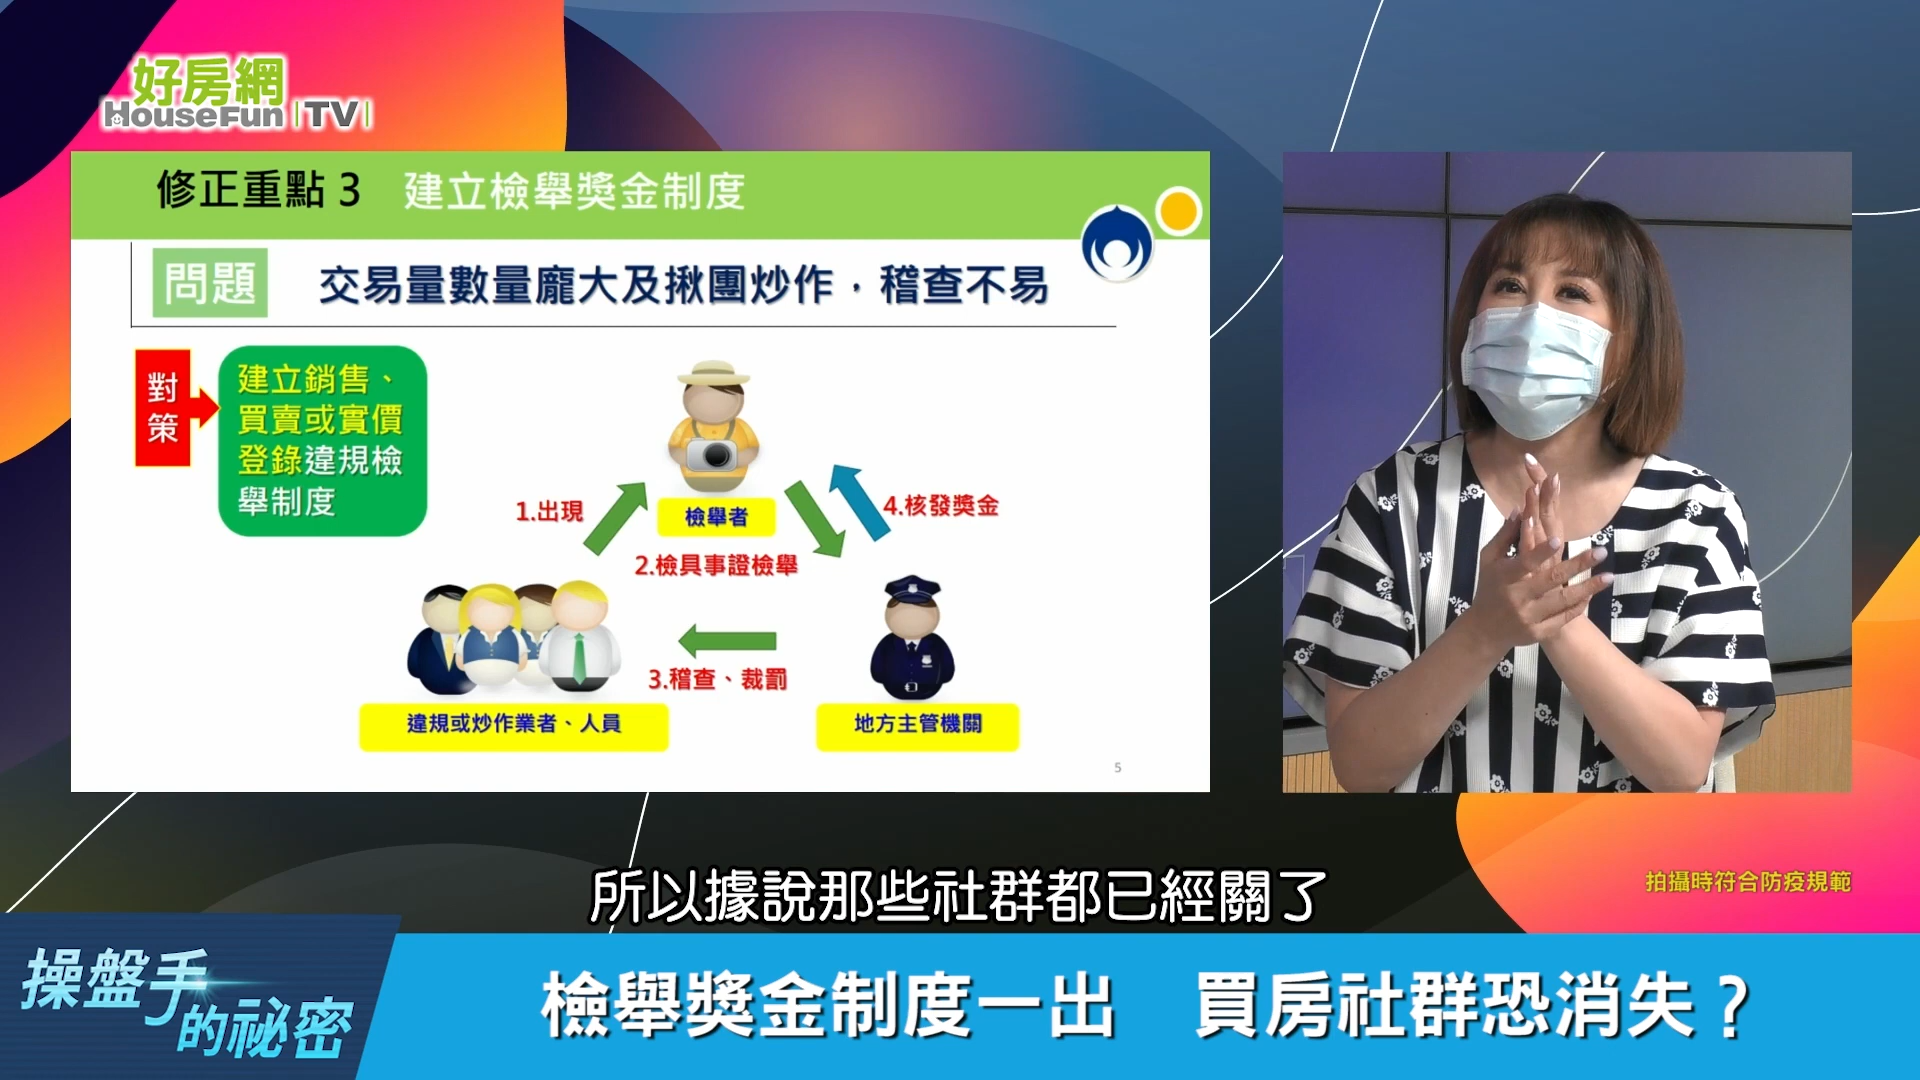 好房網
HouseFun TV
修正重點 3 建立檢舉獎金制度
問題 交易量數量龐大及揪團炒作，稽查不易
對策
建立銷售、
買賣或實價
登錄違規檢
舉制度
1.出現
檢舉者
4.核發獎金
2.檢具事證檢舉
3.稽查、裁罰
違規或炒作業者、人員
地方主管機關
5
所以據說那些社群都已經關了
拍攝時符合防疫規範
操盤手
的祕密
檢舉獎金制度一出 買房社群恐消失？